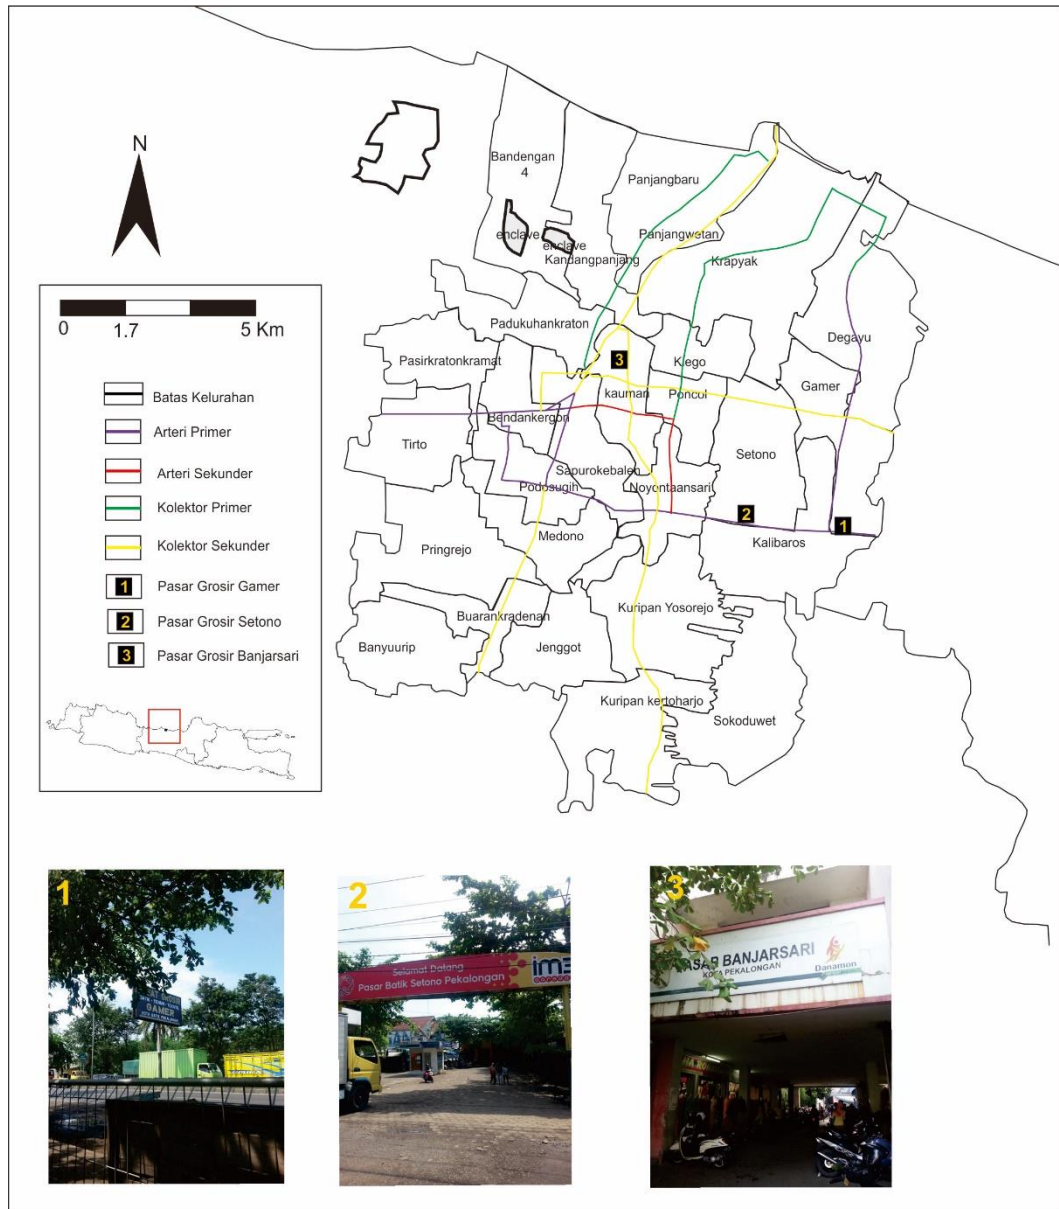 N
0 1.7 5 Km
Batas Kelurahan
Arteri Primer
Arteri Sekunder
Kolektor Primer
Kolektor Sekunder
1 Pasar Grosir Gamer
2 Pasar Grosir Setono
3 Pasar Grosir Banjarsari
Bandengan
4
enclave
enclave
Kandangpanjang
Panjangbaru
Panjangwetan
Krapyak
Degayu
Padukuhankraton
Pasirkratonkramat
3
Klego
Gamer
kauman
Poncol
Bendankergon
Tirto
Sapurokebalen
Setono
Podosugih
Noyontaansari
2
1
Medono
Kalibaros
Pringrejo
Buarankradenan
Kuripan Yosorejo
Banyuurip
Jenggot
Kuripan kertoharjo
Sokoduwet
1
GAMER
2
Selamat Datang
Pasar Batik Setono Pekalongan
im3
3
PASAR BANJARSARI
KOTA PEKALONGAN
Danamon